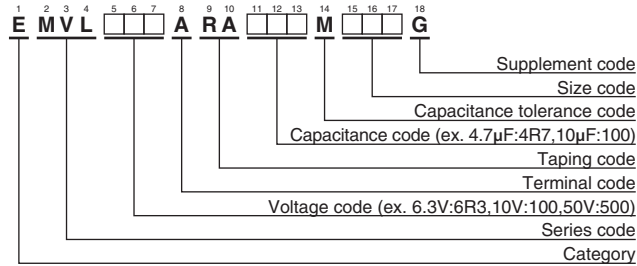 1 2 3 4 5 6 7 8 9 10 11 12 13 14 15 16 17 18
E M V L A R A M G
Supplement code
Size code
Capacitance tolerance code
Capacitance code (ex. 4.7µF:4R7,10µF:100)
Taping code
Terminal code
Voltage code (ex. 6.3V:6R3,10V:100,50V:500)
Series code
Category